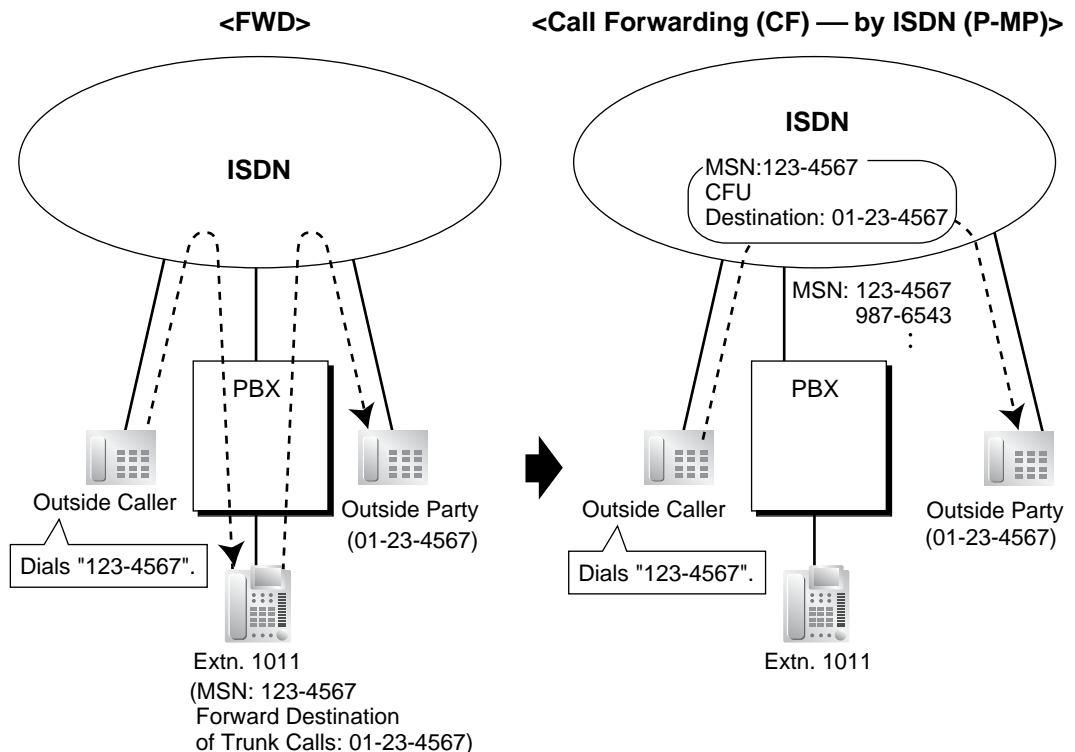 <FWD>
ISDN
PBX
Outside Caller
Dials "123-4567".
Outside Party
(01-23-4567)
Extn. 1011
(MSN: 123-4567
Forward Destination
of Trunk Calls: 01-23-4567)
<Call Forwarding (CF) — by ISDN (P-MP)>
ISDN
MSN:123-4567
CFU
Destination: 01-23-4567
MSN: 123-4567
987-6543
:
PBX
Outside Caller
Dials "123-4567".
Outside Party
(01-23-4567)
Extn. 1011